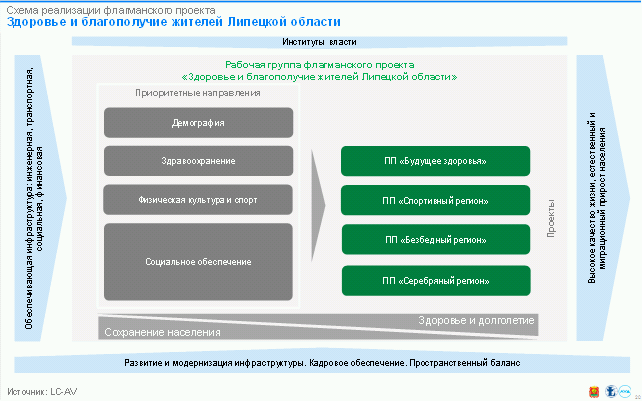 Схема реализации флагманского проекта
Здоровье и благополучие жителей Липецкой области
Институты власти
Обеспечивающая инфраструктура: инженерная, транспортная,
социальная, финансовая
Рабочая группа флагманского проекта
«Здоровье и благополучие жителей Липецкой области»
Приоритетные направления
Демография
Здравоохранение
Физическая культура и спорт
Социальное обеспечение
ПП «Будущее здоровья»
ПП «Спортивный регион»
ПП «Безбедный регион»
ПП «Серебряный регион»
Проекты
Высокое качество жизни, естественный и
миграционный прирост населения
Здоровье и долголетие
Сохранение населения
Развитие и модернизация инфраструктуры. Кадровое обеспечение. Пространственный баланс
Источник: LC-AV